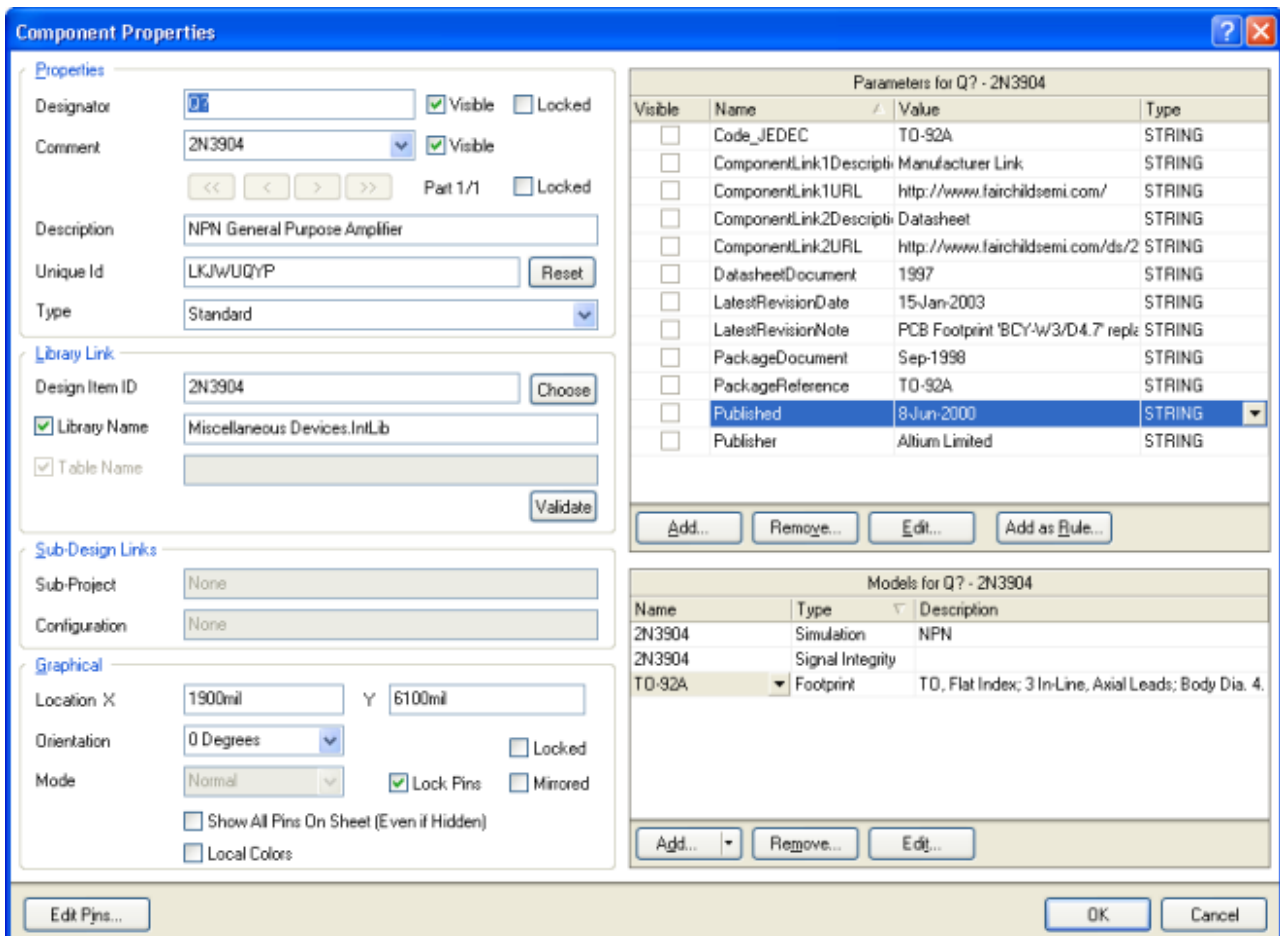 Component Properties
Properties
Designator Q? Visible Locked
Comment 2N3904 Visible
<< < > >> Part 1/1 Locked
Description NPN General Purpose Amplifier
Unique Id LKJWUQYP Reset
Type Standard
Library Link
Design Item ID 2N3904 Choose
Library Name Miscellaneous Devices.IntLib
Table Name
Validate
Sub-Design Links
Sub-Project None
Configuration None
Graphical
Location X 1900mil Y 6100mil
Orientation 0 Degrees Locked
Mode Normal Lock Pins Mirrored
Show All Pins On Sheet (Even if Hidden)
Local Colors
Parameters for Q? - 2N3904
Visible Name Value Type
Code_JEDEC TO-92A STRING
ComponentLink1Descripti Manufacturer Link STRING
ComponentLink1URL http://www.fairchildsemi.com/ STRING
ComponentLink2Descripti Datasheet STRING
ComponentLink2URL http://www.fairchildsemi.com/ds/2 STRING
DatasheetDocument 1997 STRING
LatestRevisionDate 15-Jan-2003 STRING
LatestRevisionNote PCB Footprint 'BCY-W3/D4.7' repla STRING
PackageDocument Sep-1998 STRING
PackageReference TO-92A STRING
Published 8-Jun-2000 STRING
Publisher Altium Limited STRING
Add... Remove... Edit... Add as Rule...
Models for Q? - 2N3904
Name Type Description
2N3904 Simulation NPN
2N3904 Signal Integrity
TO-92A Footprint TO, Flat Index; 3 In-Line, Axial Leads; Body Dia. 4.
Add... Remove... Edit...
Edit Pins... OK Cancel